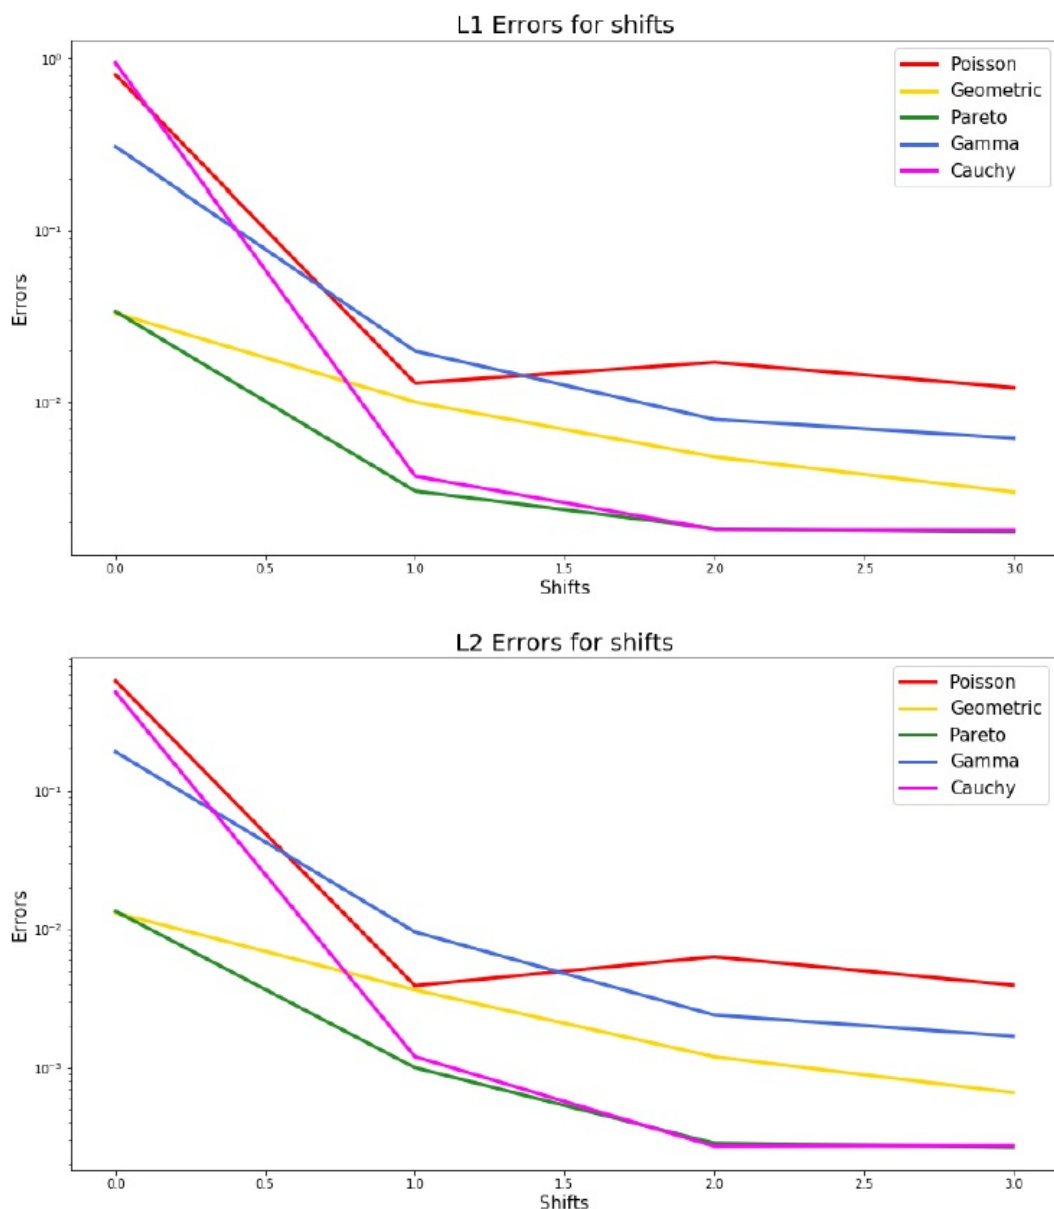 L1 Errors for shifts
Poisson
Geometric
Pareto
Gamma
Cauchy
10⁰
10⁻¹
10⁻²
Errors
0.0 0.5 1.0 1.5 2.0 2.5 3.0
Shifts
L2 Errors for shifts
Poisson
Geometric
Pareto
Gamma
Cauchy
10⁻¹
10⁻²
10⁻³
Errors
0.0 0.5 1.0 1.5 2.0 2.5 3.0
Shifts